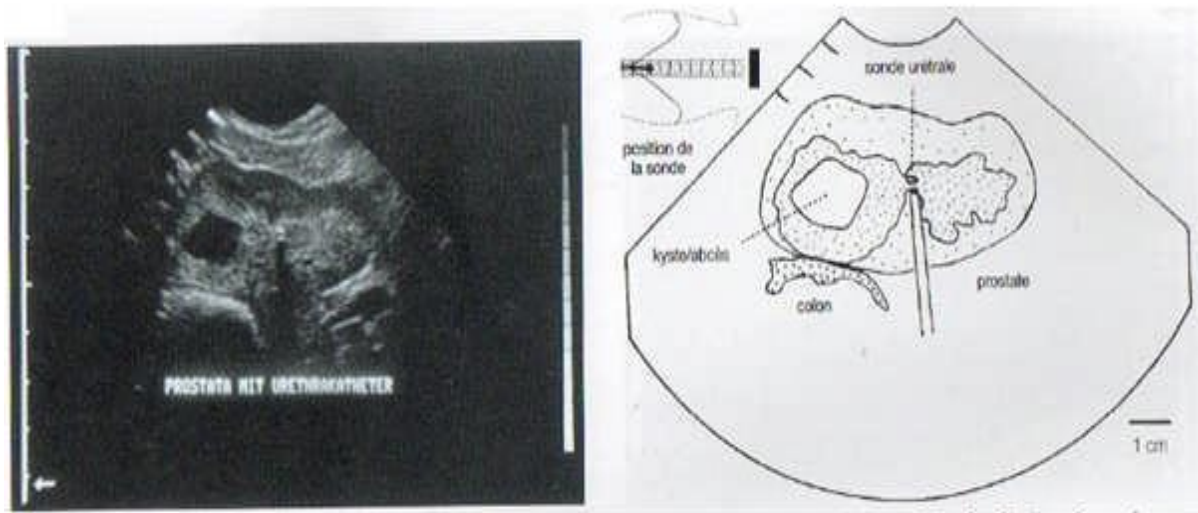 PROSTATA MIT URETHRAKATHETER
sonde urétrale
position de
la sonde
kyste/abcès
colon
prostate
1 cm